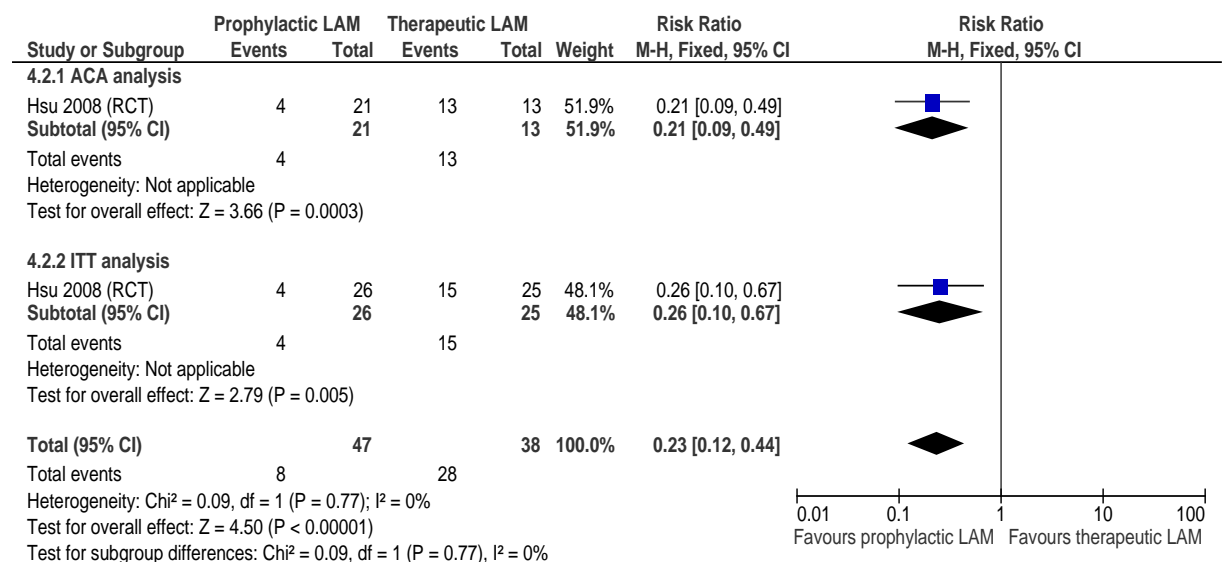 Prophylactic LAM Therapeutic LAM Risk Ratio Risk Ratio
Study or Subgroup Events Total Events Total Weight M-H, Fixed, 95% CI M-H, Fixed, 95% CI
4.2.1 ACA analysis
Hsu 2008 (RCT) 4 21 13 13 51.9% 0.21 [0.09, 0.49]
Subtotal (95% CI) 21 13 51.9% 0.21 [0.09, 0.49]
Total events 4 13
Heterogeneity: Not applicable
Test for overall effect: Z = 3.66 (P = 0.0003)
4.2.2 ITT analysis
Hsu 2008 (RCT) 4 26 15 25 48.1% 0.26 [0.10, 0.67]
Subtotal (95% CI) 26 25 48.1% 0.26 [0.10, 0.67]
Total events 4 15
Heterogeneity: Not applicable
Test for overall effect: Z = 2.79 (P = 0.005)
Total (95% CI) 47 38 100.0% 0.23 [0.12, 0.44]
Total events 8 28
Heterogeneity: Chi² = 0.09, df = 1 (P = 0.77); I² = 0%
Test for overall effect: Z = 4.50 (P < 0.00001)
Test for subgroup differences: Chi² = 0.09, df = 1 (P = 0.77), I² = 0%
0.01 0.1 1 10 100
Favours prophylactic LAM Favours therapeutic LAM